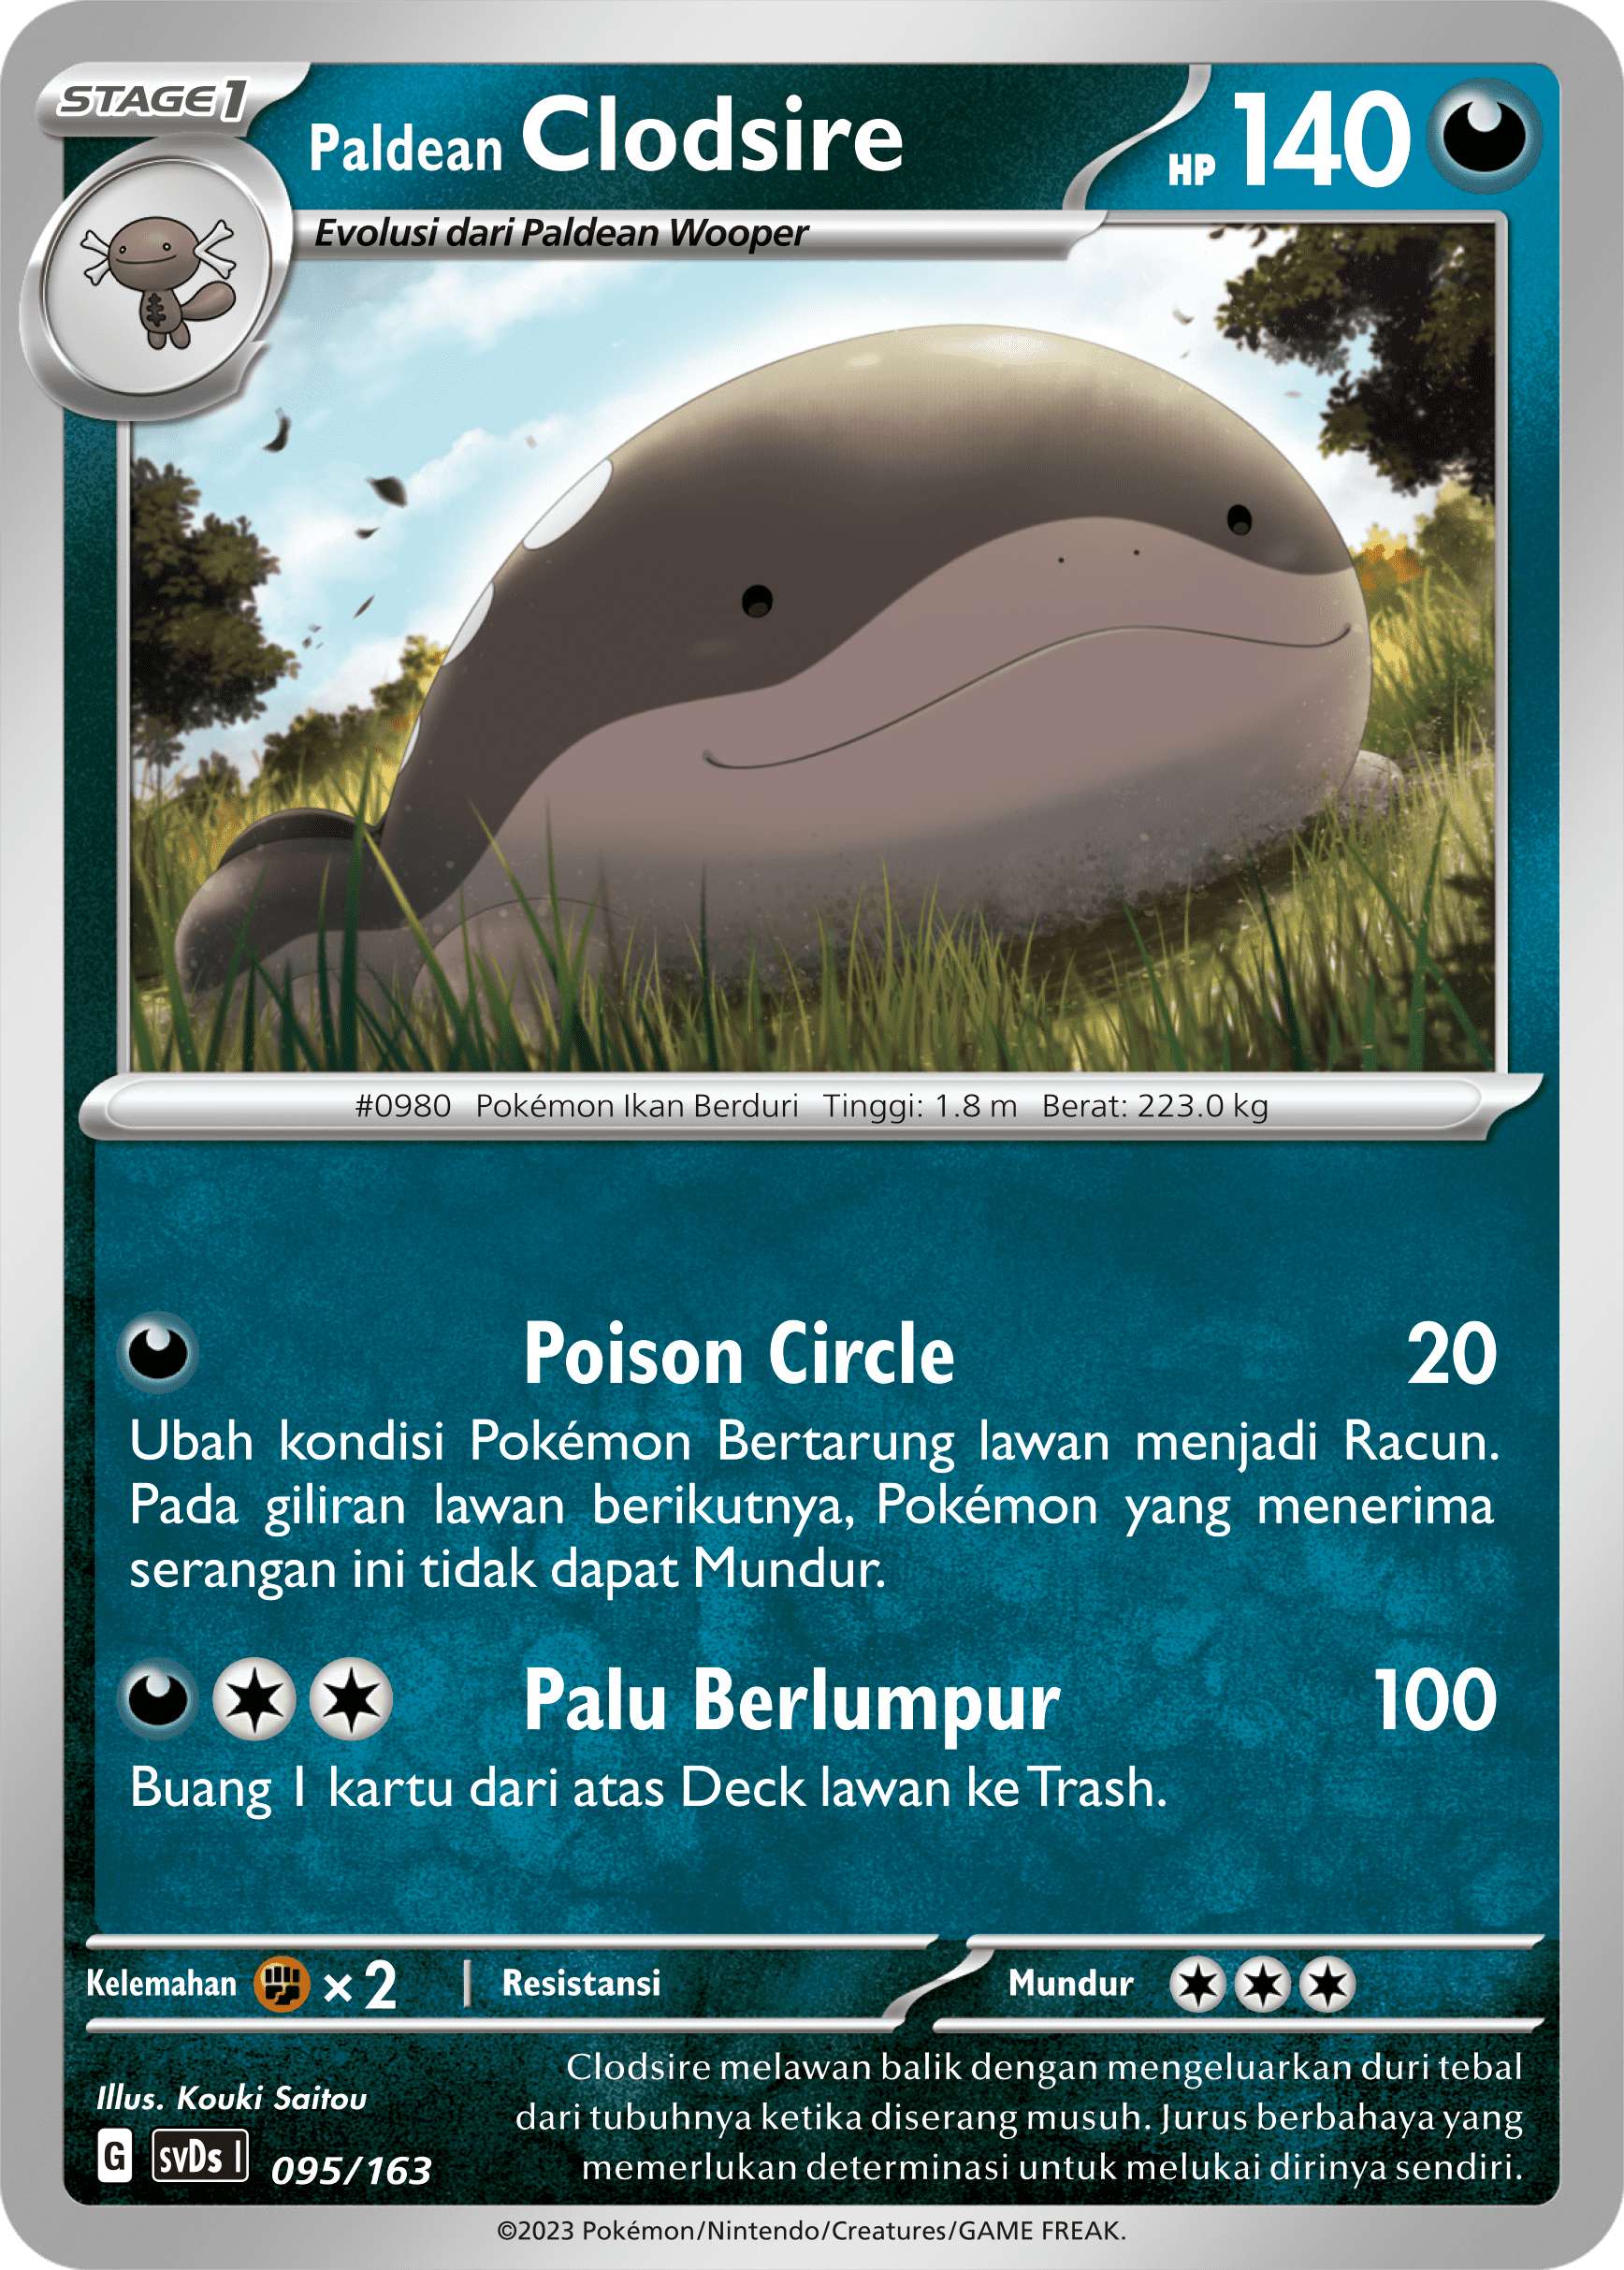 STAGE1
Paldean Clodsire
HP 140
Evolusi dari Paldean Wooper
#0980 Pokémon Ikan Berduri Tinggi: 1.8 m Berat: 223.0 kg
Poison Circle 20
Ubah kondisi Pokémon Bertarung lawan menjadi Racun.
Pada giliran lawan berikutnya, Pokémon yang menerima
serangan ini tidak dapat Mundur.
Palu Berlumpur 100
Buang 1 kartu dari atas Deck lawan ke Trash.
Kelemahan ×2 | Resistansi
Mundur
Illus. Kouki Saitou
G svDs I 095/163
Clodsire melawan balik dengan mengeluarkan duri tebal
dari tubuhnya ketika diserang musuh. Jurus berbahaya yang
memerlukan determinasi untuk melukai dirinya sendiri.
©2023 Pokémon/Nintendo/Creatures/GAME FREAK.